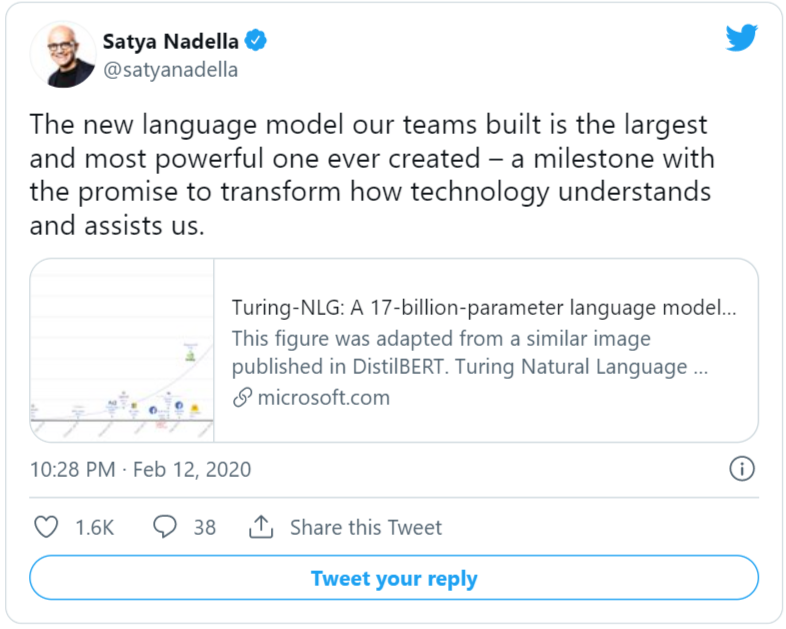 Satya Nadella
@satyanadella
The new language model our teams built is the largest
and most powerful one ever created – a milestone with
the promise to transform how technology understands
and assists us.
Turing-NLG: A 17-billion-parameter language model...
This figure was adapted from a similar image
published in DistilBERT. Turing Natural Language ...
microsoft.com
10:28 PM · Feb 12, 2020
1.6K
38
Share this Tweet
Tweet your reply